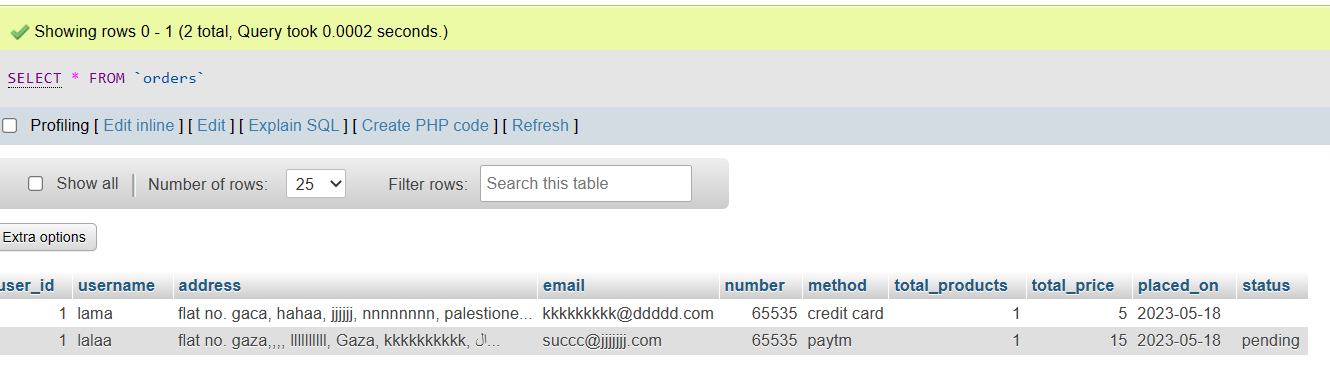 Showing rows 0 - 1 (2 total, Query took 0.0002 seconds.)
SELECT * FROM `orders`
Profiling [ Edit inline ] [ Edit ] [ Explain SQL ] [ Create PHP code ] [ Refresh ]
Show all Number of rows: 25 Filter rows: Search this table
Extra options
user_id username address email number method total_products total_price placed_on status
1 lama flat no. gaca, hahaa, jjjjjj, nnnnnnnn, palestione... kkkkkkkkk@ddddd.com 65535 credit card 1 5 2023-05-18
1 lalaa flat no. gaza,,,, llllllllll, Gaza, kkkkkkkkkk, ال... succc@jjjjjjj.com 65535 paytm 1 15 2023-05-18 pending